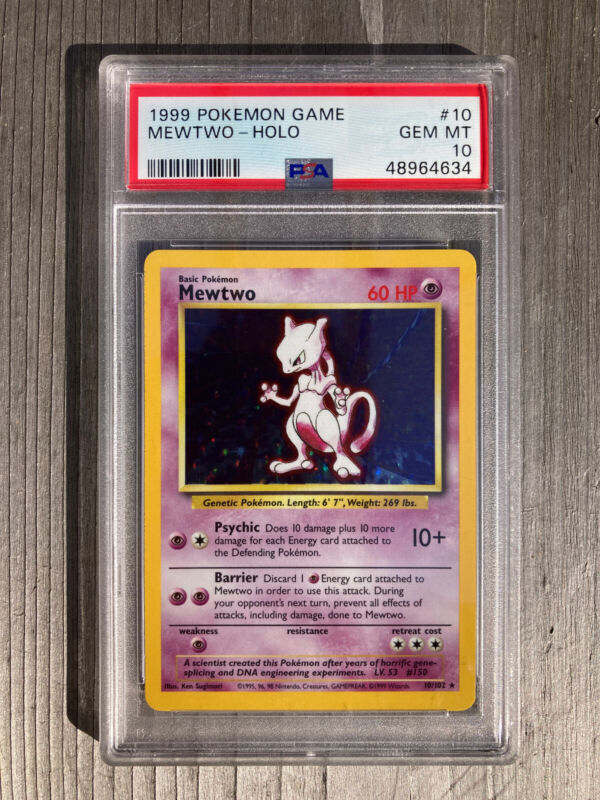 1999 POKEMON GAME #10
MEWTWO - HOLO GEM MT
10
PSA 48964634
Basic Pokémon
Mewtwo 60 HP
Genetic Pokémon. Length: 6' 7", Weight: 269 lbs.
Psychic Does 10 damage plus 10 more
damage for each Energy card attached to
the Defending Pokémon.
10+
Barrier Discard 1 Energy card attached to
Mewtwo in order to use this attack. During
your opponent's next turn, prevent all effects of
attacks, including damage, done to Mewtwo.
weakness resistance retreat cost
A scientist created this Pokémon after years of horrific gene-
splicing and DNA engineering experiments. LV. 53 #150
Illus. Ken Sugimori ©1995, 96, 98 Nintendo, Creatures, GAMEFREAK. ©1999 Wizards. 10/102 ★